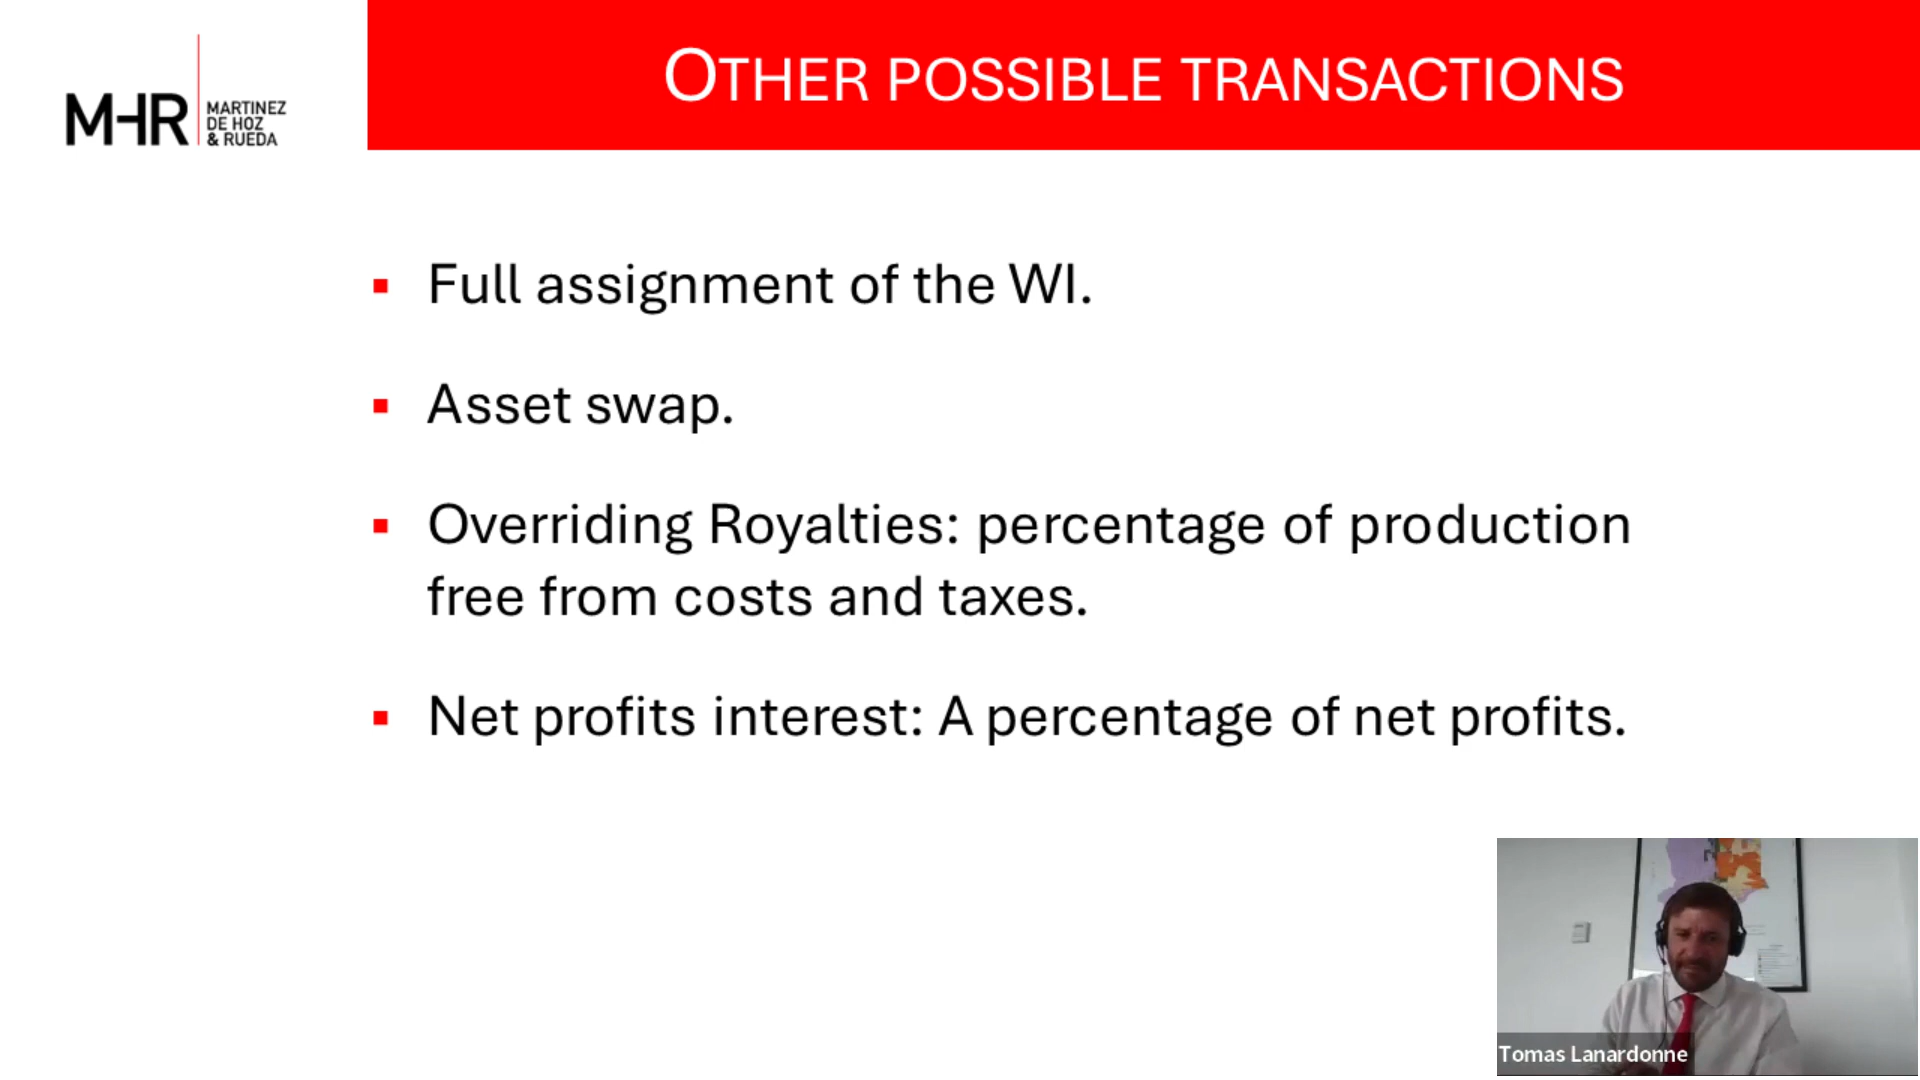 MHR
MARTINEZ
DE HOZ
& RUEDA
OTHER POSSIBLE TRANSACTIONS
Full assignment of the WI.
Asset swap.
Overriding Royalties: percentage of production
free from costs and taxes.
Net profits interest: A percentage of net profits.
Tomas Lanardonne